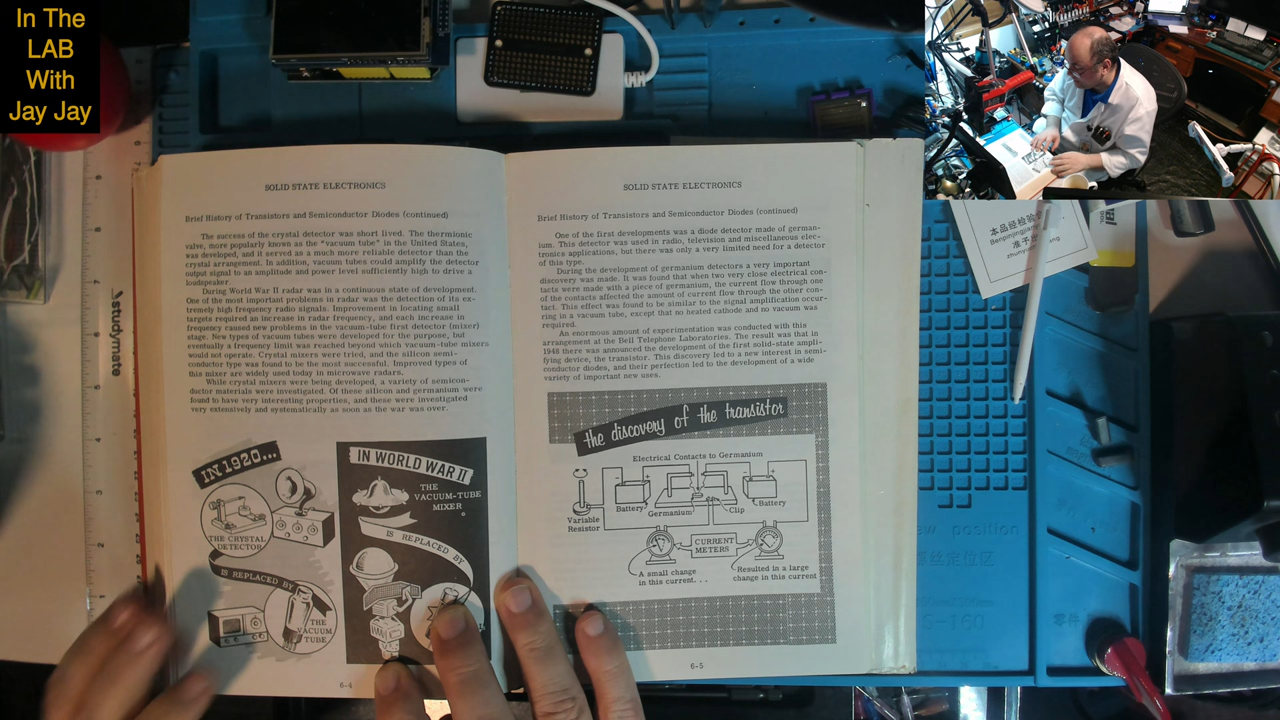 In The
LAB
With
Jay Jay
SOLID STATE ELECTRONICS
Brief History of Transistors and Semiconductor Diodes (continued)
The success of the crystal detector was short lived. The thermionic
valve, more popularly known as the "vacuum tube" in the United States,
was developed, and it served as a much more reliable detector than the
crystal arrangement. In addition, vacuum tubes could amplify the detector
output signal to an amplitude and power level sufficiently high to drive a
loudspeaker.
During World War II radar was in a continuous state of development.
One of the most important problems in radar was the detection of its ex-
tremely high frequency radio signals. Improvement in locating small
targets required an increase in radar frequency, and each increase in
frequency caused new problems in the vacuum-tube first detector (mixer)
stage. New types of vacuum tubes were developed for the purpose, but
eventually a frequency limit was reached beyond which vacuum-tube mixers
would not operate. Crystal mixers were tried, and the silicon semi-
conductor type was found to be the most successful. Improved types of
this mixer are widely used today in microwave radars.
While crystal mixers were being developed, a variety of semicon-
ductor materials were investigated. Of these silicon and germanium were
found to have very interesting properties, and these were investigated
very extensively and systematically as soon as the war was over.
IN 1920...
THE CRYSTAL
DETECTOR
IS REPLACED BY
THE
VACUUM
TUBE
IN WORLD WAR II
THE
VACUUM-TUBE
MIXER
IS REPLACED BY
6-4
SOLID STATE ELECTRONICS
Brief History of Transistors and Semiconductor Diodes (continued)
One of the first developments was a diode detector made of german-
ium. This detector was used in radio, television and miscellaneous elec-
tronics applications, but there was only a very limited need for a detector
of this type.
During the development of germanium detectors a very important
discovery was made. It was found that when two very close electrical con-
tacts were made with a piece of germanium, the current flow through one
of the contacts affected the amount of current flow through the other con-
tact. This effect was found to be similar to the signal amplification occur-
ring in a vacuum tube, except that no heated cathode and no vacuum was
required.
An enormous amount of experimentation was conducted with this
arrangement at the Bell Telephone Laboratories. The result was that in
1948 there was announced the development of the first solid-state ampli-
fying device, the transistor. This discovery led to a new interest in semi-
conductor diodes, and their perfection led to the development of a wide
variety of important new uses.
the discovery of the transistor
Electrical Contacts to Germanium
Battery
Germanium
Clip
Battery
Variable
Resistor
CURRENT
METERS
A small change
in this current. . .
Resulted in a large
change in this current
6-5
studymate
本品经检验
准予
position
丝定位区
零件
S-160